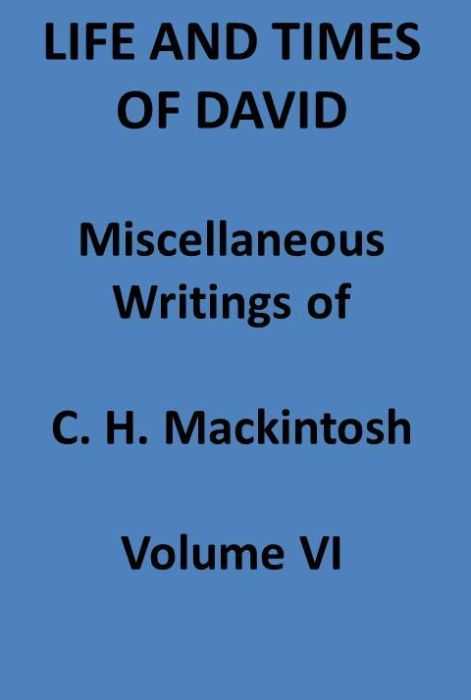 LIFE AND TIMES
OF DAVID
Miscellaneous
Writings of
C. H. Mackintosh
Volume VI